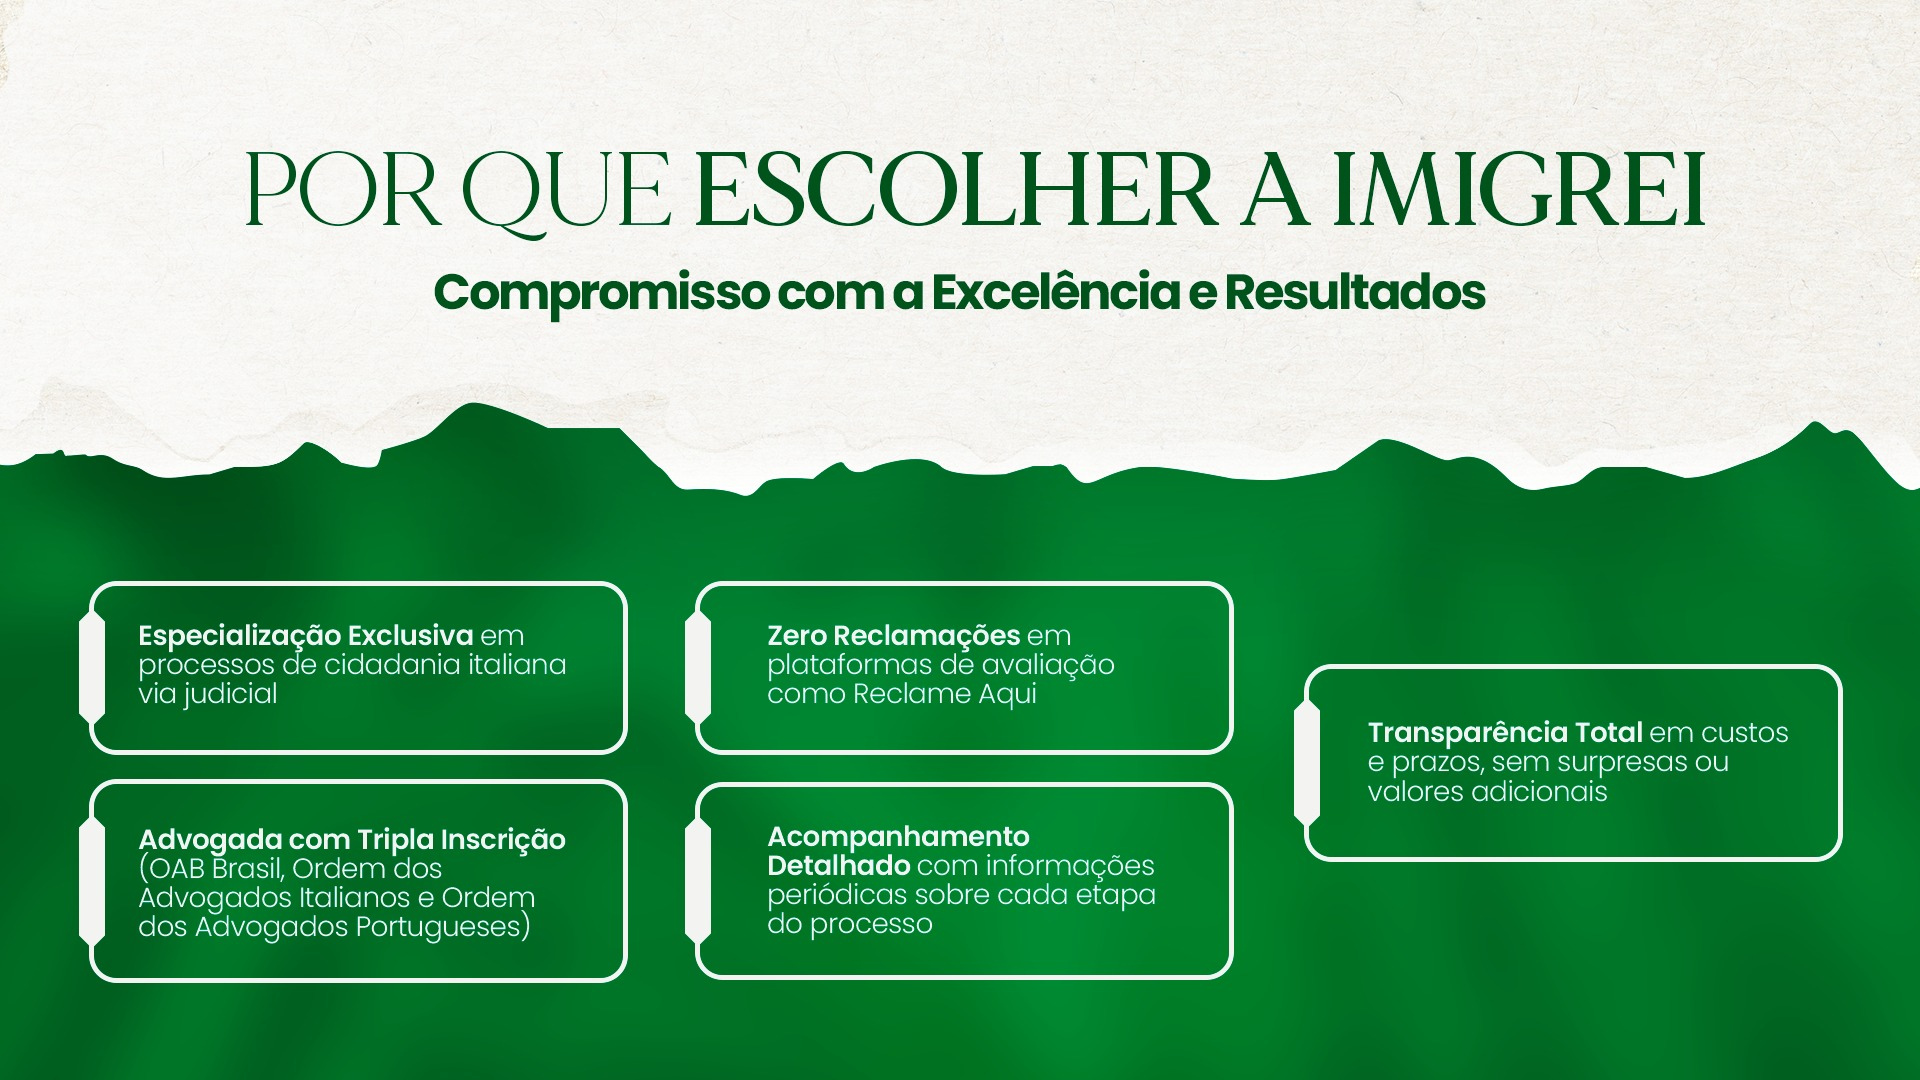 POR QUE ESCOLHER A IMIGREI
Compromisso com a Excelência e Resultados
Especialização Exclusiva em
processos de cidadania italiana
via judicial
Advogada com Tripla Inscrição
(OAB Brasil, Ordem dos
Advogados Italianos e Ordem
dos Advogados Portugueses)
Zero Reclamações em
plataformas de avaliação
como Reclame Aqui
Acompanhamento
Detalhado com informações
periódicas sobre cada etapa
do processo
Transparência Total em custos
e prazos, sem surpresas ou
valores adicionais